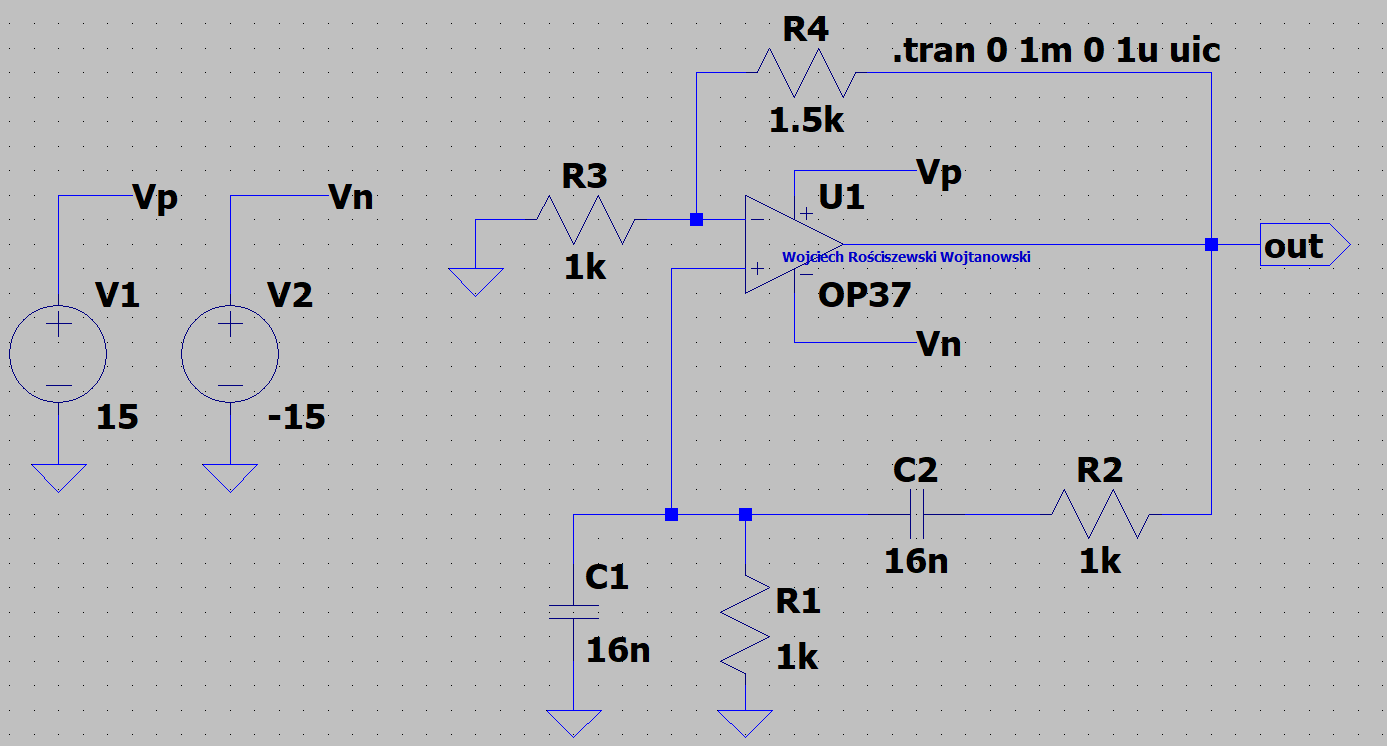 R4
.tran 0 1m 0 1u uic
1.5k
R3
Vp
Vp
Vn
U1
1k
Wojciech Rościszewski Wojtanowski
out
V1
V2
OP37
Vn
15
-15
C2
R2
16n
1k
C1
R1
16n
1k